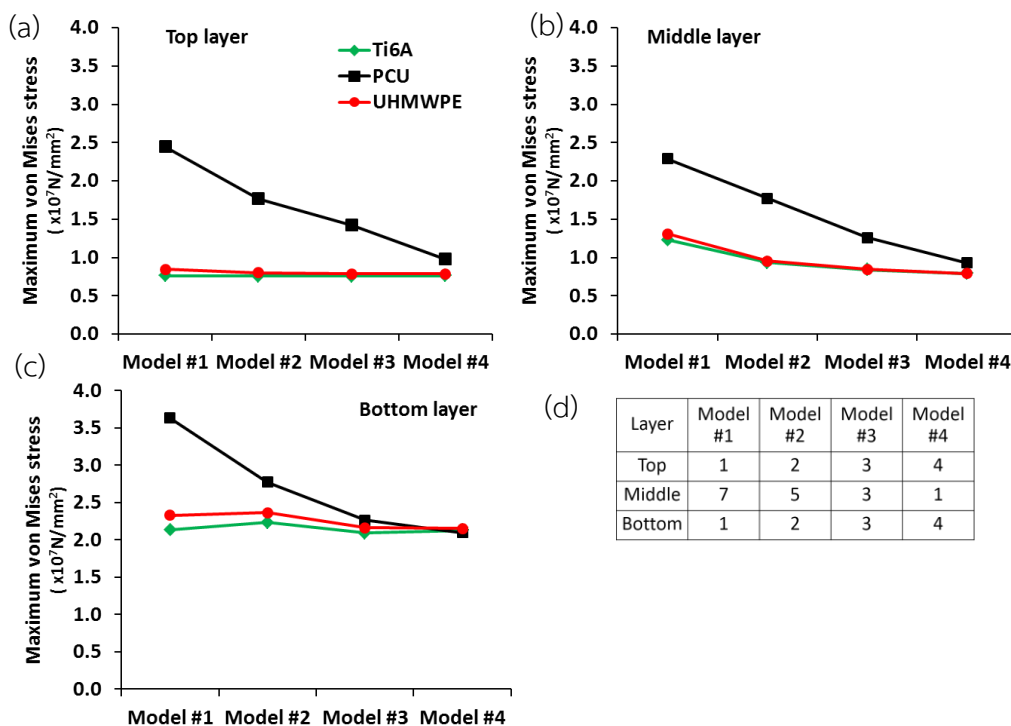 (a)
Top layer
Ti6A
PCU
UHMWPE
Maximum von Mises stress
( x10⁷N/mm²)
4.0
3.5
3.0
2.5
2.0
1.5
1.0
0.5
0.0
Model #1 Model #2 Model #3 Model #4
(b)
Middle layer
Maximum von Mises stress
( x10⁷N/mm²)
4.0
3.5
3.0
2.5
2.0
1.5
1.0
0.5
0.0
Model #1 Model #2 Model #3 Model #4
(c)
Bottom layer
Maximum von Mises stress
( x10⁷N/mm²)
4.0
3.5
3.0
2.5
2.0
1.5
1.0
0.5
0.0
Model #1 Model #2 Model #3 Model #4
(d)
Layer Model #1 Model #2 Model #3 Model #4
Top 1 2 3 4
Middle 7 5 3 1
Bottom 1 2 3 4